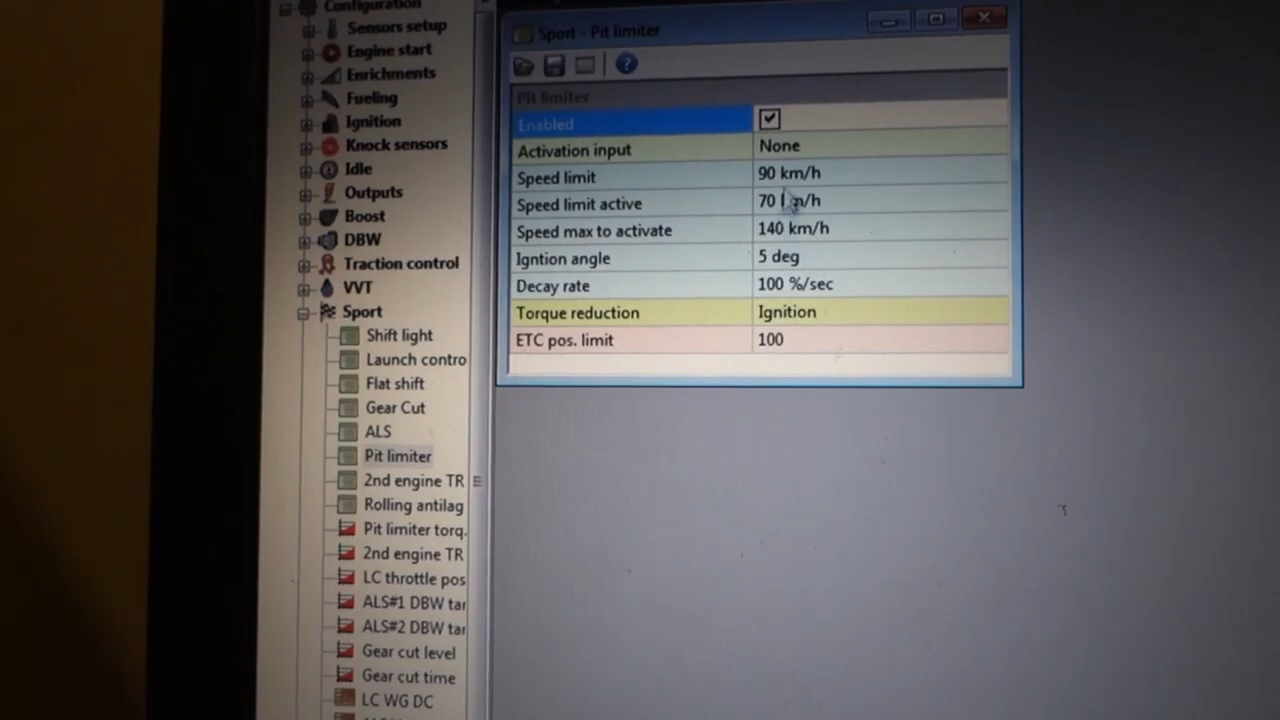 Configuration
Sensors setup
Engine start
Enrichments
Fueling
Ignition
Knock sensors
Idle
Outputs
Boost
DBW
Traction control
VVT
Sport
Shift light
Launch contro
Flat shift
Gear Cut
ALS
Pit limiter
2nd engine TR
Rolling antilag
Pit limiter torq.
2nd engine TR
LC throttle pos
ALS#1 DBW tar
ALS#2 DBW tar
Gear cut level
Gear cut time
LC WG DC
Sport - Pit limiter
Pit limiter
Enabled
Activation input None
Speed limit 90 km/h
Speed limit active 70
Speed max to activate 140 km/h
Igntion angle 5 deg
Decay rate 100 %/sec
Torque reduction Ignition
ETC pos. limit 100